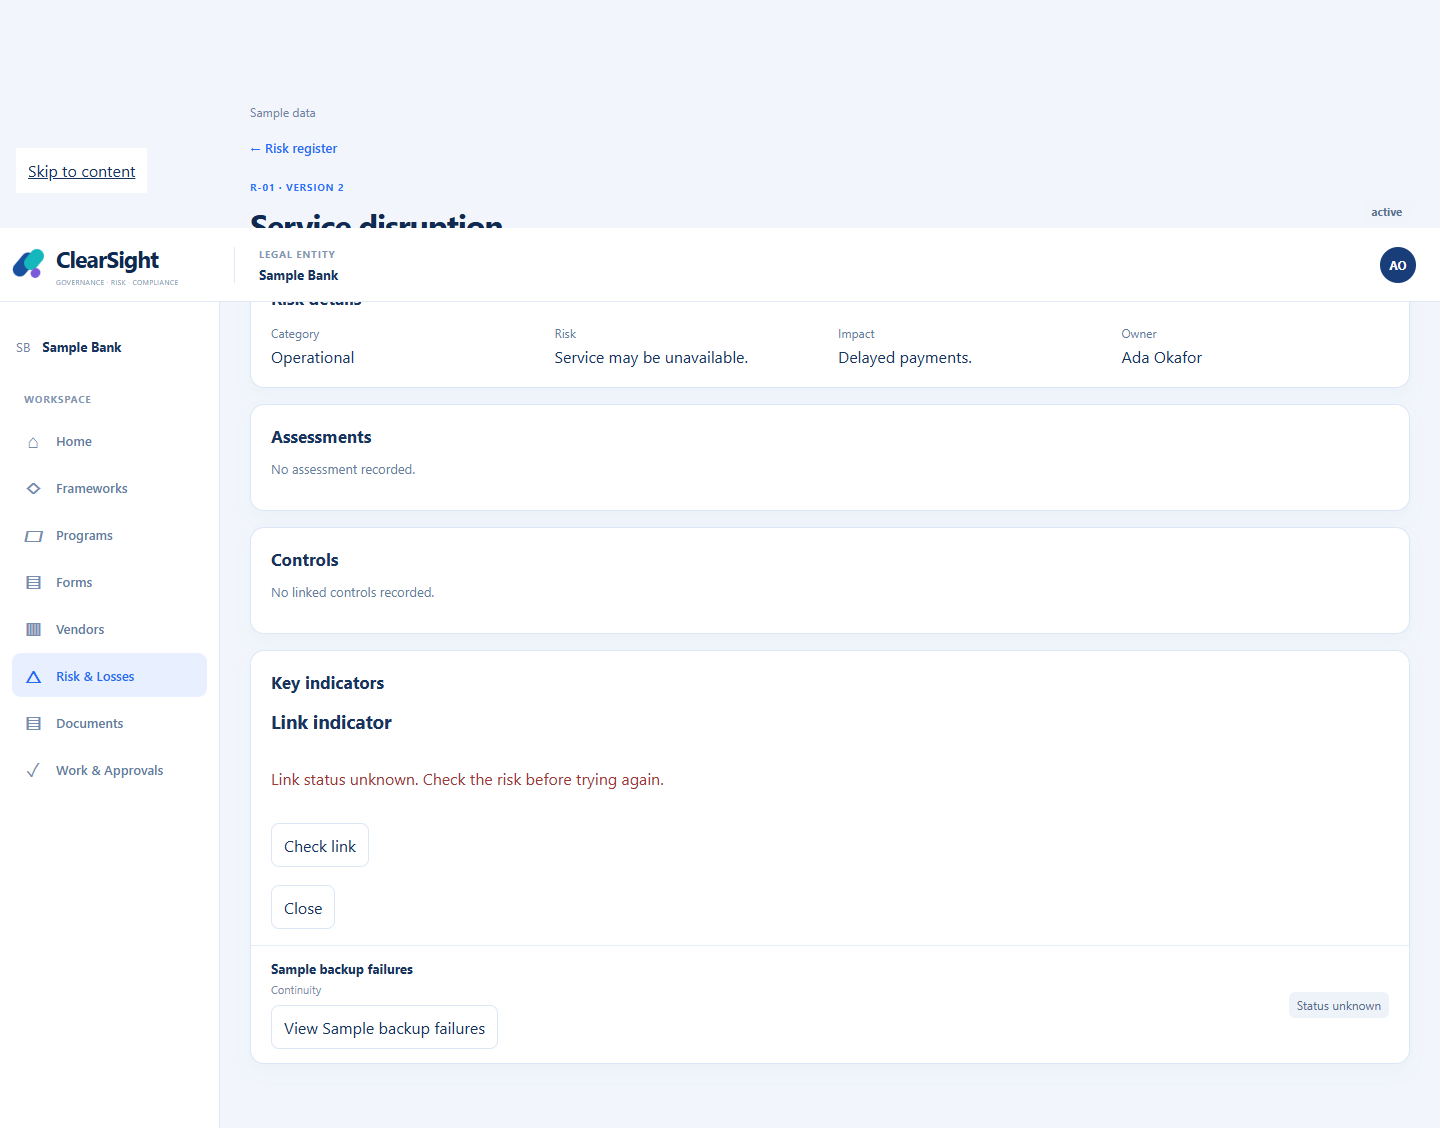 Sample data
← Risk register
Skip to content
R-01 · VERSION 2
Service disruption
active
ClearSight
GOVERNANCE · RISK · COMPLIANCE
LEGAL ENTITY
Sample Bank
AO
SB Sample Bank
WORKSPACE
Home
Frameworks
Programs
Forms
Vendors
Risk & Losses
Documents
Work & Approvals
Risk details
Category
Operational
Risk
Service may be unavailable.
Impact
Delayed payments.
Owner
Ada Okafor
Assessments
No assessment recorded.
Controls
No linked controls recorded.
Key indicators
Link indicator
Link status unknown. Check the risk before trying again.
Check link
Close
Sample backup failures
Continuity
View Sample backup failures
Status unknown